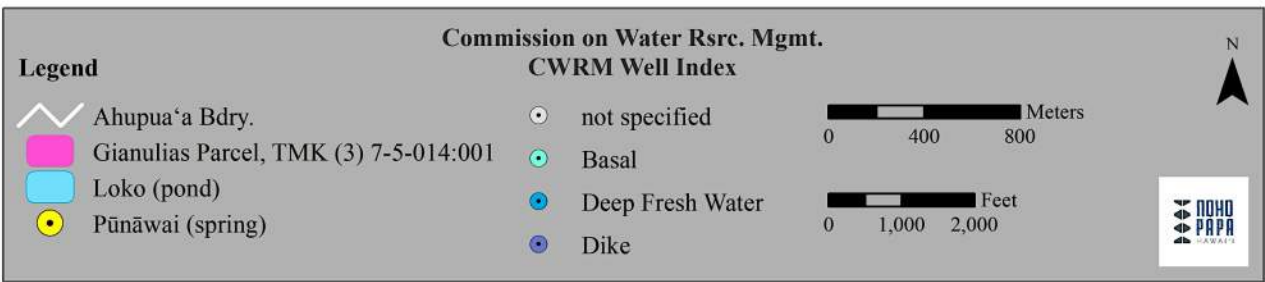 Commission on Water Rsrc. Mgmt.
CWRM Well Index
Legend
Ahupuaʻa Bdry.
Gianulias Parcel, TMK (3) 7-5-014:001
Loko (pond)
Pūnāwai (spring)
not specified
Basal
Deep Fresh Water
Dike
Meters
0 400 800
Feet
0 1,000 2,000
N
NOHO
PAPA
HAWAIʻI